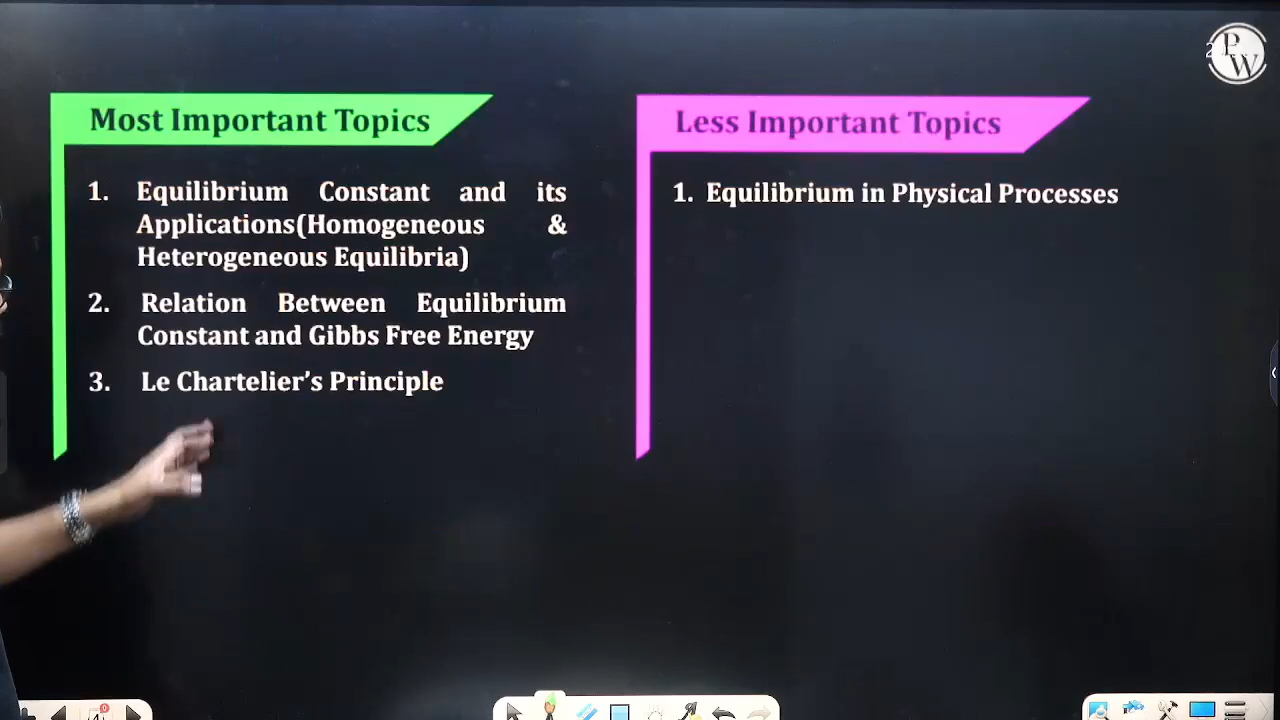 Most Important Topics
1. Equilibrium Constant and its
Applications(Homogeneous &
Heterogeneous Equilibria)
2. Relation Between Equilibrium
Constant and Gibbs Free Energy
3. Le Chartelier's Principle
Less Important Topics
1. Equilibrium in Physical Processes
PW